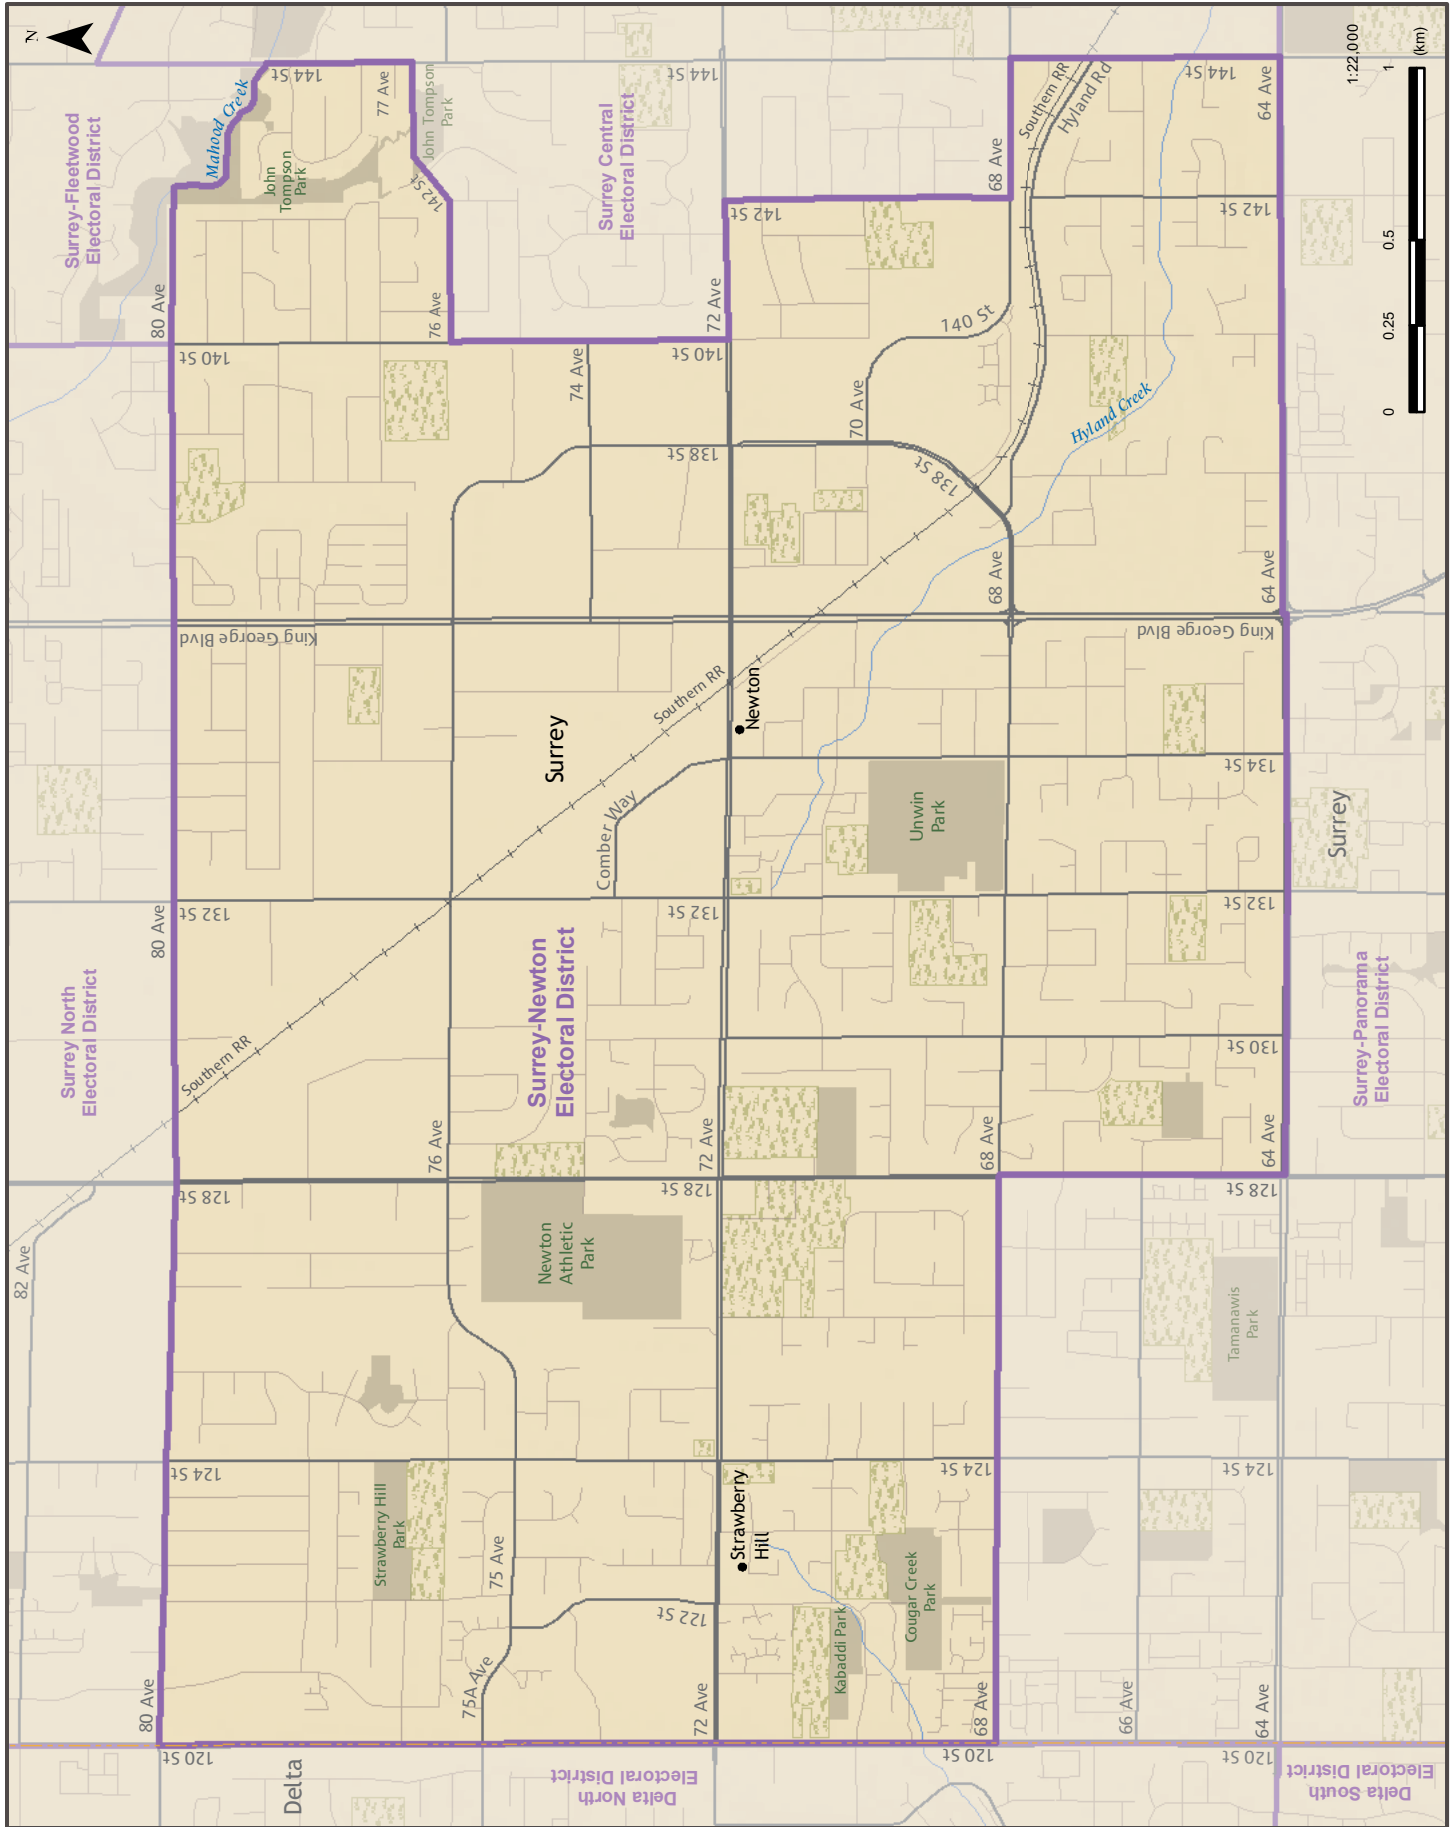 N
1:22,000
0
0.25
0.5
1
(km)
Surrey-Fleetwood
Electoral District
Surrey Central
Electoral District
Surrey North
Electoral District
Surrey-Newton
Electoral District
Surrey-Panorama
Electoral District
Delta North
Electoral District
Delta South
Electoral District
Delta
Surrey
Surrey
Newton
Strawberry
Hill
Mahood Creek
Hyland Creek
John
Tompson
Park
John Tompson
Park
Unwin
Park
Newton
Athletic
Park
Strawberry Hill
Park
Kabaddi Park
Cougar Creek
Park
Tamanawis
Park
Southern RR
Southern RR
Southern RR
Hyland Rd
Comber Way
King George Blvd
King George Blvd
82 Ave
80 Ave
80 Ave
80 Ave
77 Ave
76 Ave
76 Ave
75 Ave
75A Ave
74 Ave
72 Ave
72 Ave
72 Ave
70 Ave
68 Ave
68 Ave
68 Ave
68 Ave
66 Ave
64 Ave
64 Ave
64 Ave
64 Ave
120 St
120 St
120 St
122 St
124 St
124 St
124 St
128 St
128 St
128 St
130 St
132 St
132 St
132 St
134 St
138 St
138 St
140 St
140 St
140 St
142 St
142 St
142 St
144 St
144 St
144 St